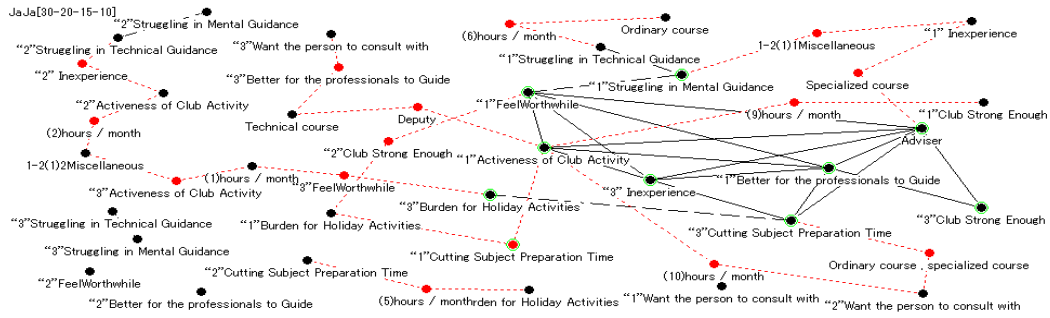 JaJa[30-20-15-10]
“2”Struggling in Mental Guidance
“2”Struggling in Technical Guidance
“3”Want the person to consult with
(6)hours / month
Ordinary course
1-2(1)1Miscellaneous
“1” Inexperience
“1”Struggling in Technical Guidance
“2” Inexperience
“3”Better for the professionals to Guide
“1”Struggling in Mental Guidance
Specialized course
“2”Activeness of Club Activity
“1”FeelWorthwhile
Technical course
Deputy
(9)hours / month
“1”Club Strong Enough
(2)hours / month
Adviser
“2”Club Strong Enough
“1”Activeness of Club Activity
1-2(1)2Miscellaneous
(1)hours / month
“3”FeelWorthwhile
“3” Inexperience
“1”Better for the professionals to Guide
“3”Activeness of Club Activity
“3”Burden for Holiday Activities
“3”Club Strong Enough
“3”Struggling in Technical Guidance
“1”Burden for Holiday Activities
“3”Cutting Subject Preparation Time
“3”Struggling in Mental Guidance
“1”Cutting Subject Preparation Time
Ordinary course , specialized course
“2”FeelWorthwhile
“2”Cutting Subject Preparation Time
(10)hours / month
“2”Better for the professionals to Guide
(5)hours / month
rden for Holiday Activities
“1”Want the person to consult with
“2”Want the person to consult with